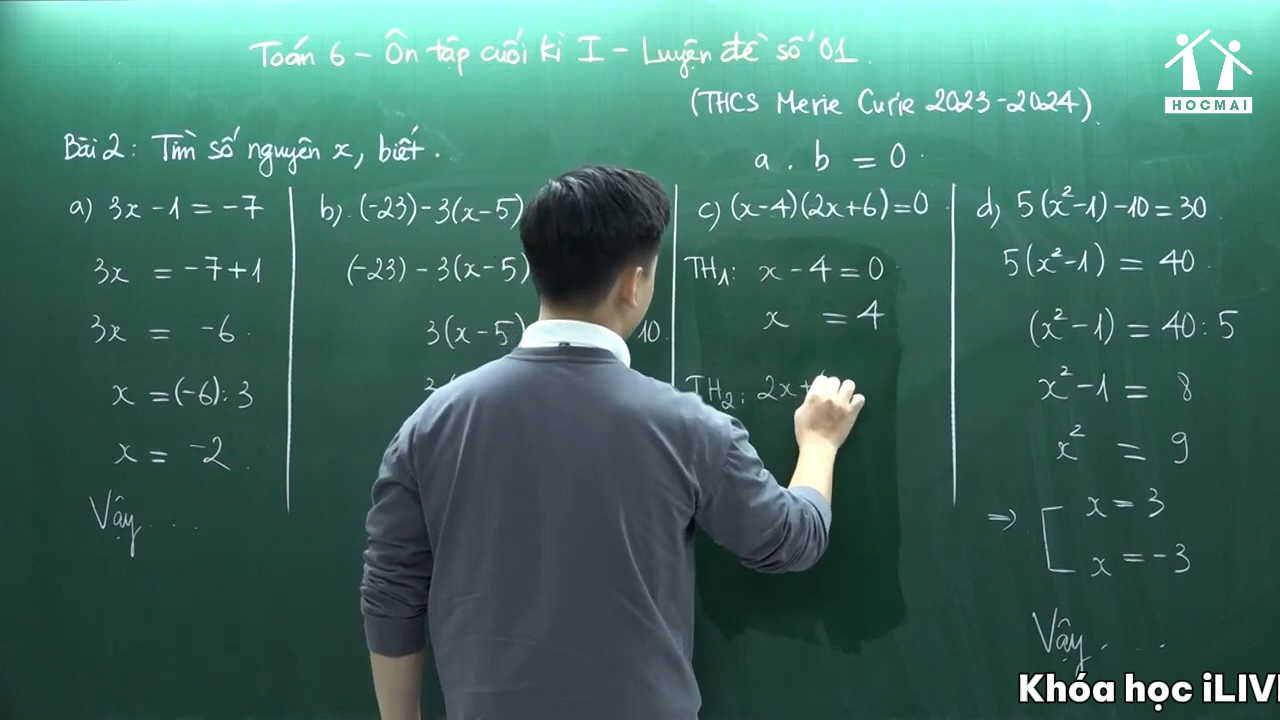 Toán 6 - Ôn tập cuối kì I - Luyện đề số 01.
(THCS Merie Curie 2023-2024).
HOCMAI
Bài 2: Tìm số nguyên x, biết.
a . b = 0.
a) 3x - 1 = -7
3x = -7+1
3x = -6.
x = (-6):3
x = -2.
Vậy....
b). (-23)-3(x-5)
(-23) - 3(x-5)
3(x-5)
10.
c) (x-4)(2x+6)=0
TH1: x - 4 = 0
x = 4
TH2: 2x+
d) 5(x²-1)-10=30.
5(x²-1) = 40.
(x²-1) = 40:5
x²-1 = 8
x² = 9
=> [ x = 3
x = -3
Vậy. . .
Khóa học iLIV